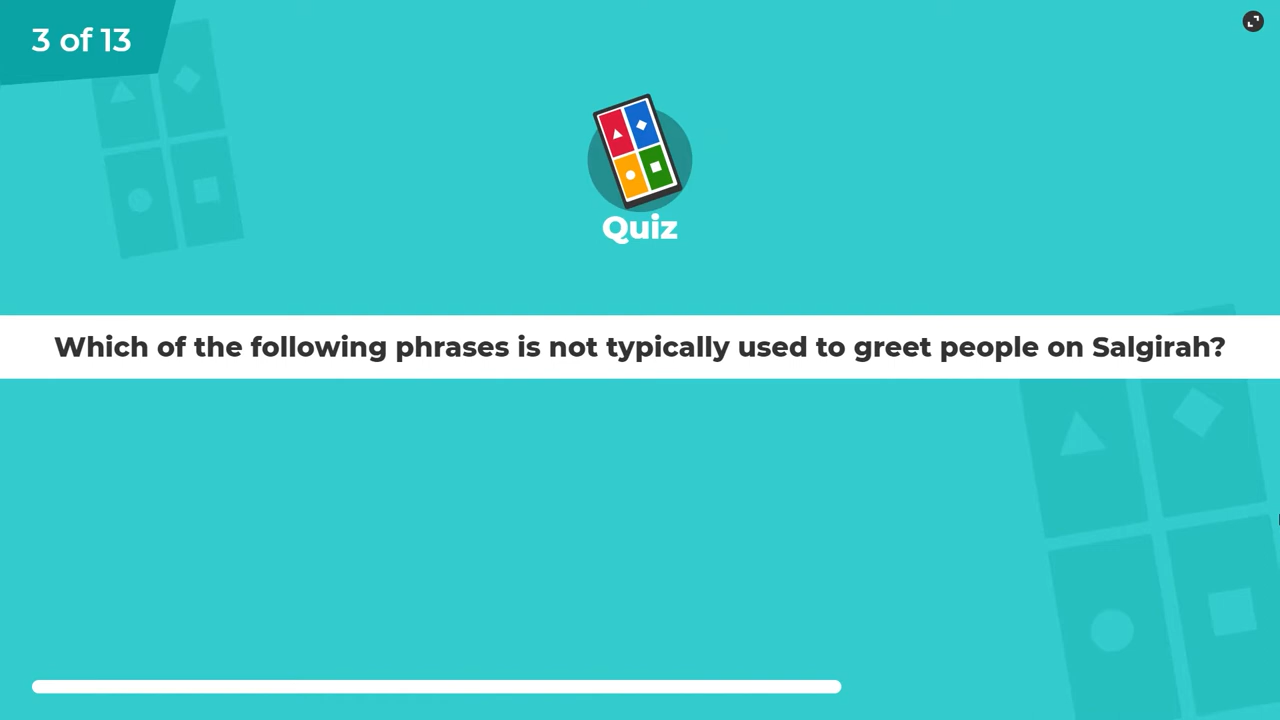 3 of 13
Quiz
Which of the following phrases is not typically used to greet people on Salgirah?